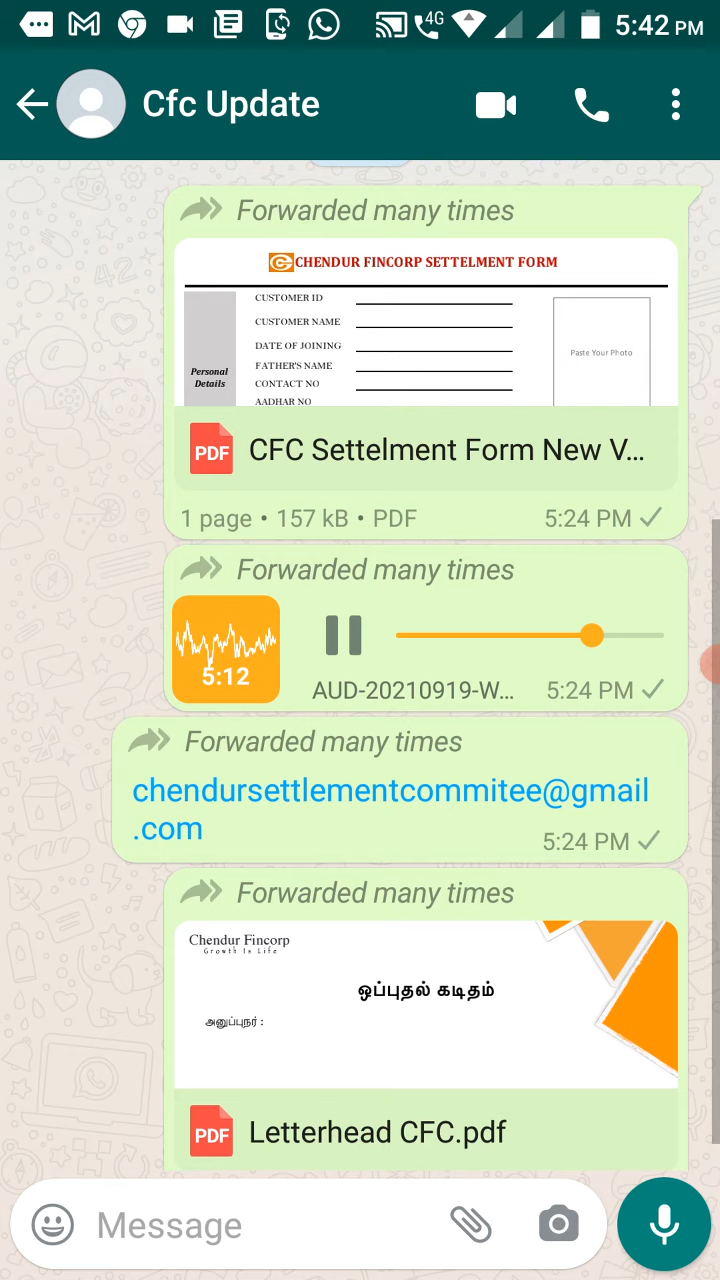 4G 5:42 PM
Cfc Update
Forwarded many times
CHENDUR FINCORP SETTELMENT FORM
CUSTOMER ID
CUSTOMER NAME
DATE OF JOINING
FATHER'S NAME
CONTACT NO
AADHAR NO
Personal
Details
Paste Your Photo
PDF CFC Settelment Form New V...
1 page • 157 kB • PDF 5:24 PM
Forwarded many times
5:12
AUD-20210919-W... 5:24 PM
Forwarded many times
chendursettlementcommitee@gmail
.com
5:24 PM
Forwarded many times
Chendur Fincorp
Growth Is Life
ஒப்புதல் கடிதம்
அனுப்புநர் :
PDF Letterhead CFC.pdf
Message